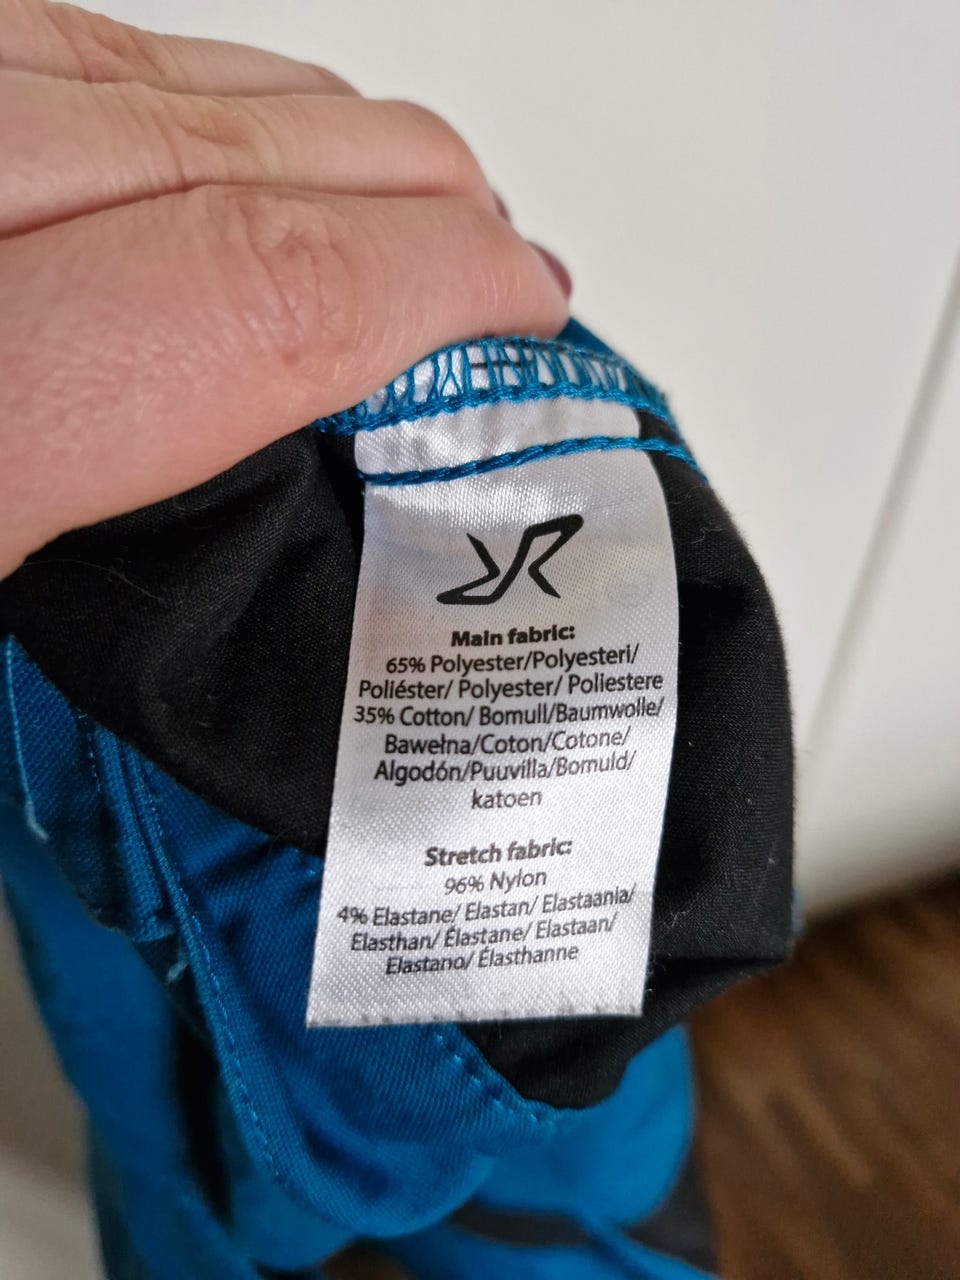 Main fabric:
65% Polyester/Polyesteri/
Poliéster/ Polyester/ Poliestere
35% Cotton/ Bomull/Baumwolle/
Bawełna/Coton/Cotone/
Algodón/Puuvilla/Bomuld/
katoen
Stretch fabric:
96% Nylon
4% Elastane/ Elastan/ Elastaania/
Elasthan/ Élastane/ Elastaan/
Elastano/ Élasthanne